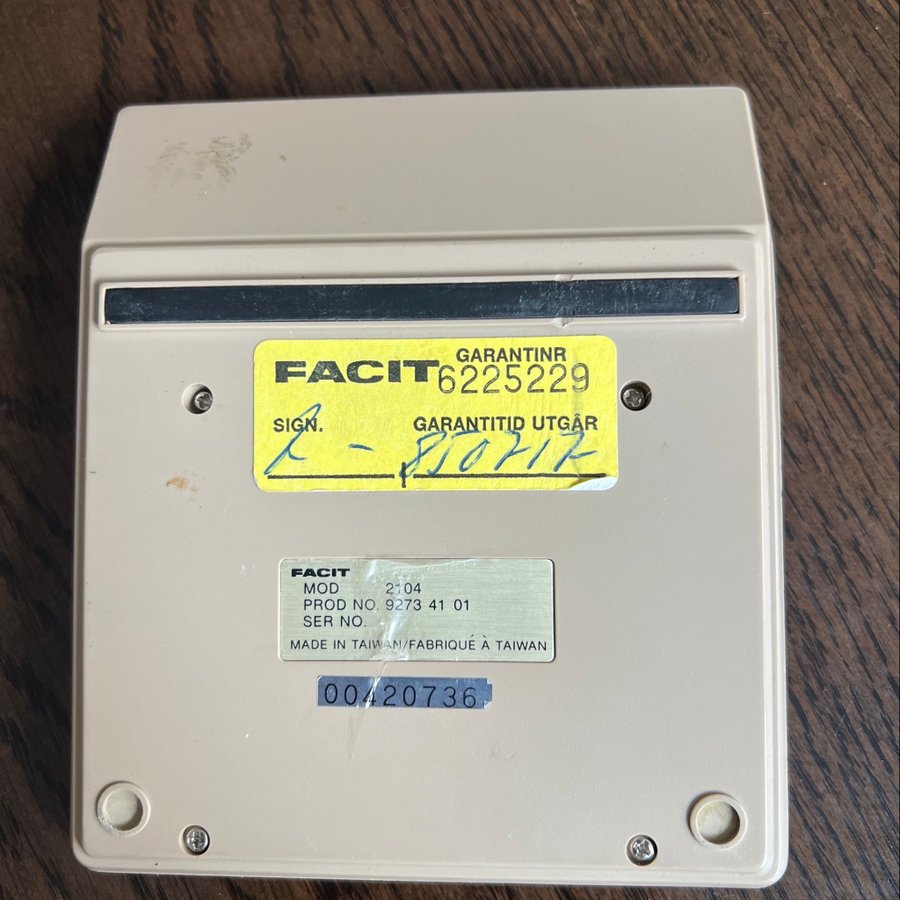 FACIT GARANTINR
6225229
SIGN. GARANTITID UTGÅR
850717
FACIT
MOD 2104
PROD NO. 9273 41 01
SER NO.
MADE IN TAIWAN/FABRIQUÉ À TAIWAN
00420736